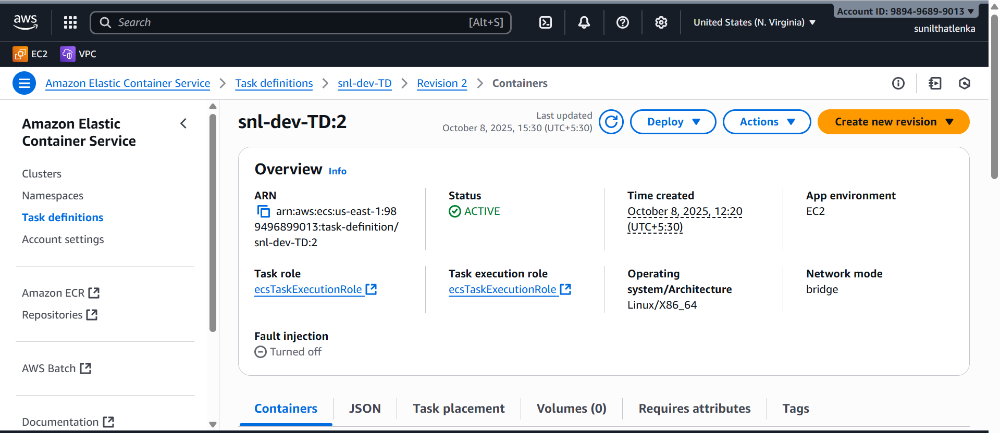 aws
Search
[Alt+S]
United States (N. Virginia)
Account ID: 9894-9689-9013
sunilthatlenka
EC2
VPC
Amazon Elastic Container Service
Task definitions
snl-dev-TD
Revision 2
Containers
Amazon Elastic
Container Service
Clusters
Namespaces
Task definitions
Account settings
Amazon ECR
Repositories
AWS Batch
Documentation
snl-dev-TD:2
Last updated
October 8, 2025, 15:30 (UTC+5:30)
Deploy
Actions
Create new revision
Overview Info
ARN
arn:aws:ecs:us-east-1:98
9496899013:task-definition/
snl-dev-TD:2
Status
ACTIVE
Time created
October 8, 2025, 12:20
(UTC+5:30)
App environment
EC2
Task role
ecsTaskExecutionRole
Task execution role
ecsTaskExecutionRole
Operating
system/Architecture
Linux/X86_64
Network mode
bridge
Fault injection
Turned off
Containers
JSON
Task placement
Volumes (0)
Requires attributes
Tags